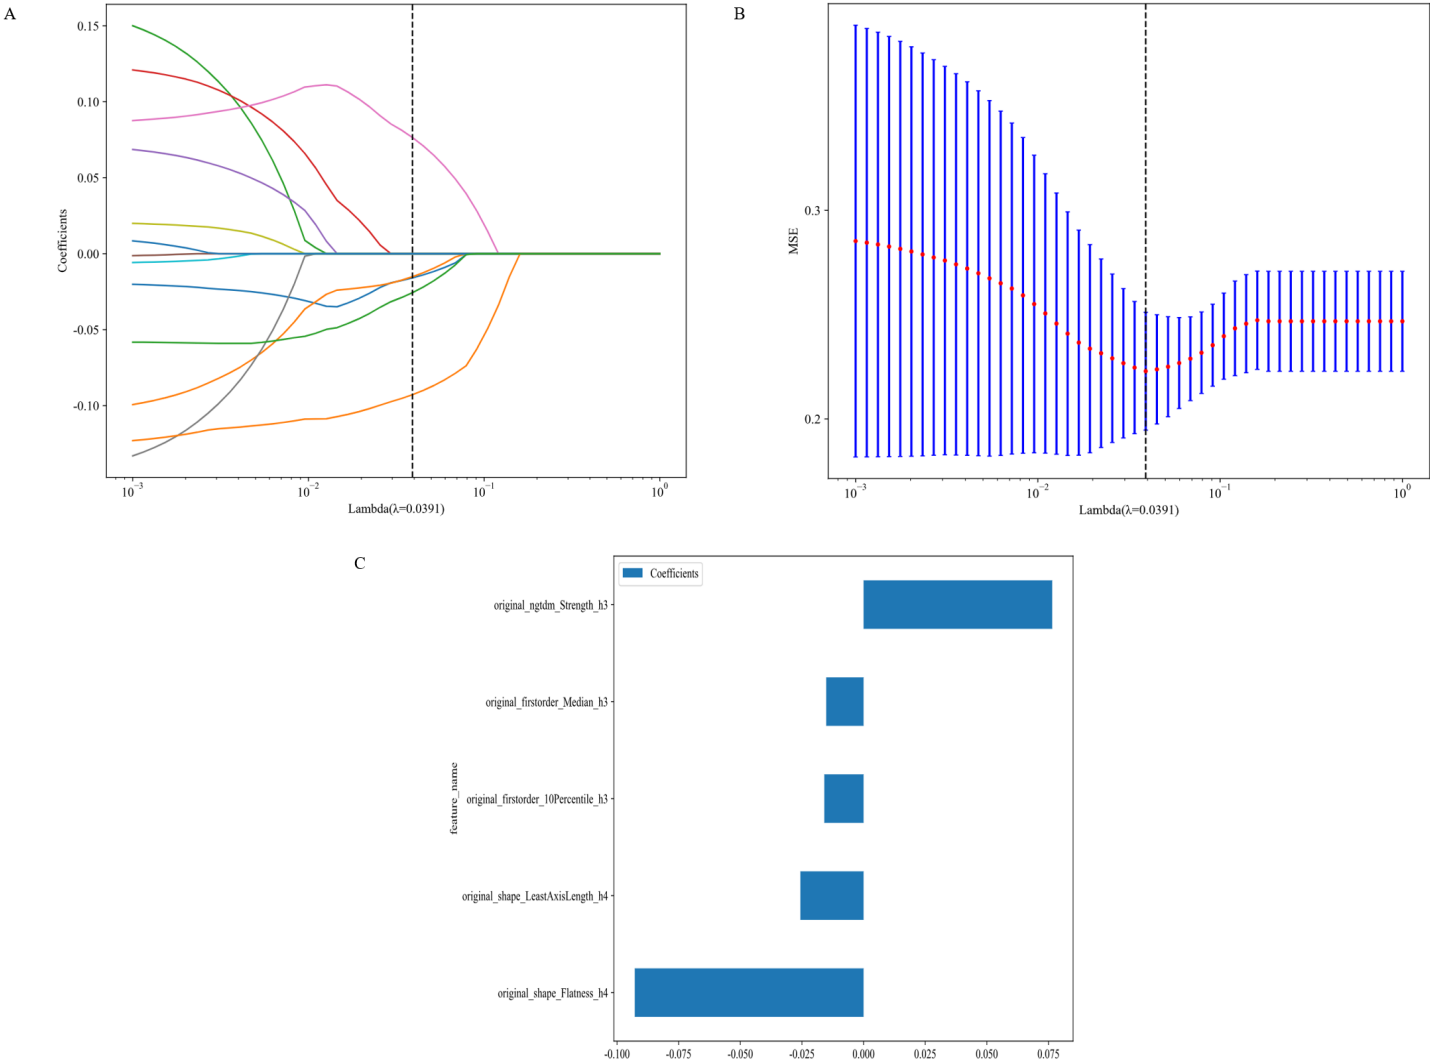 A
0.15
0.10
0.05
0.00
-0.05
-0.10
Coefficients
10⁻³
10⁻²
10⁻¹
10⁰
Lambda(λ=0.0391)
B
0.3
0.2
MSE
10⁻³
10⁻²
10⁻¹
10⁰
Lambda(λ=0.0391)
C
Coefficients
original_ngtdm_Strength_h3
original_firstorder_Median_h3
original_firstorder_10Percentile_h3
original_shape_LeastAxisLength_h4
original_shape_Flatness_h4
feature_name
-0.100
-0.075
-0.050
-0.025
0.000
0.025
0.050
0.075